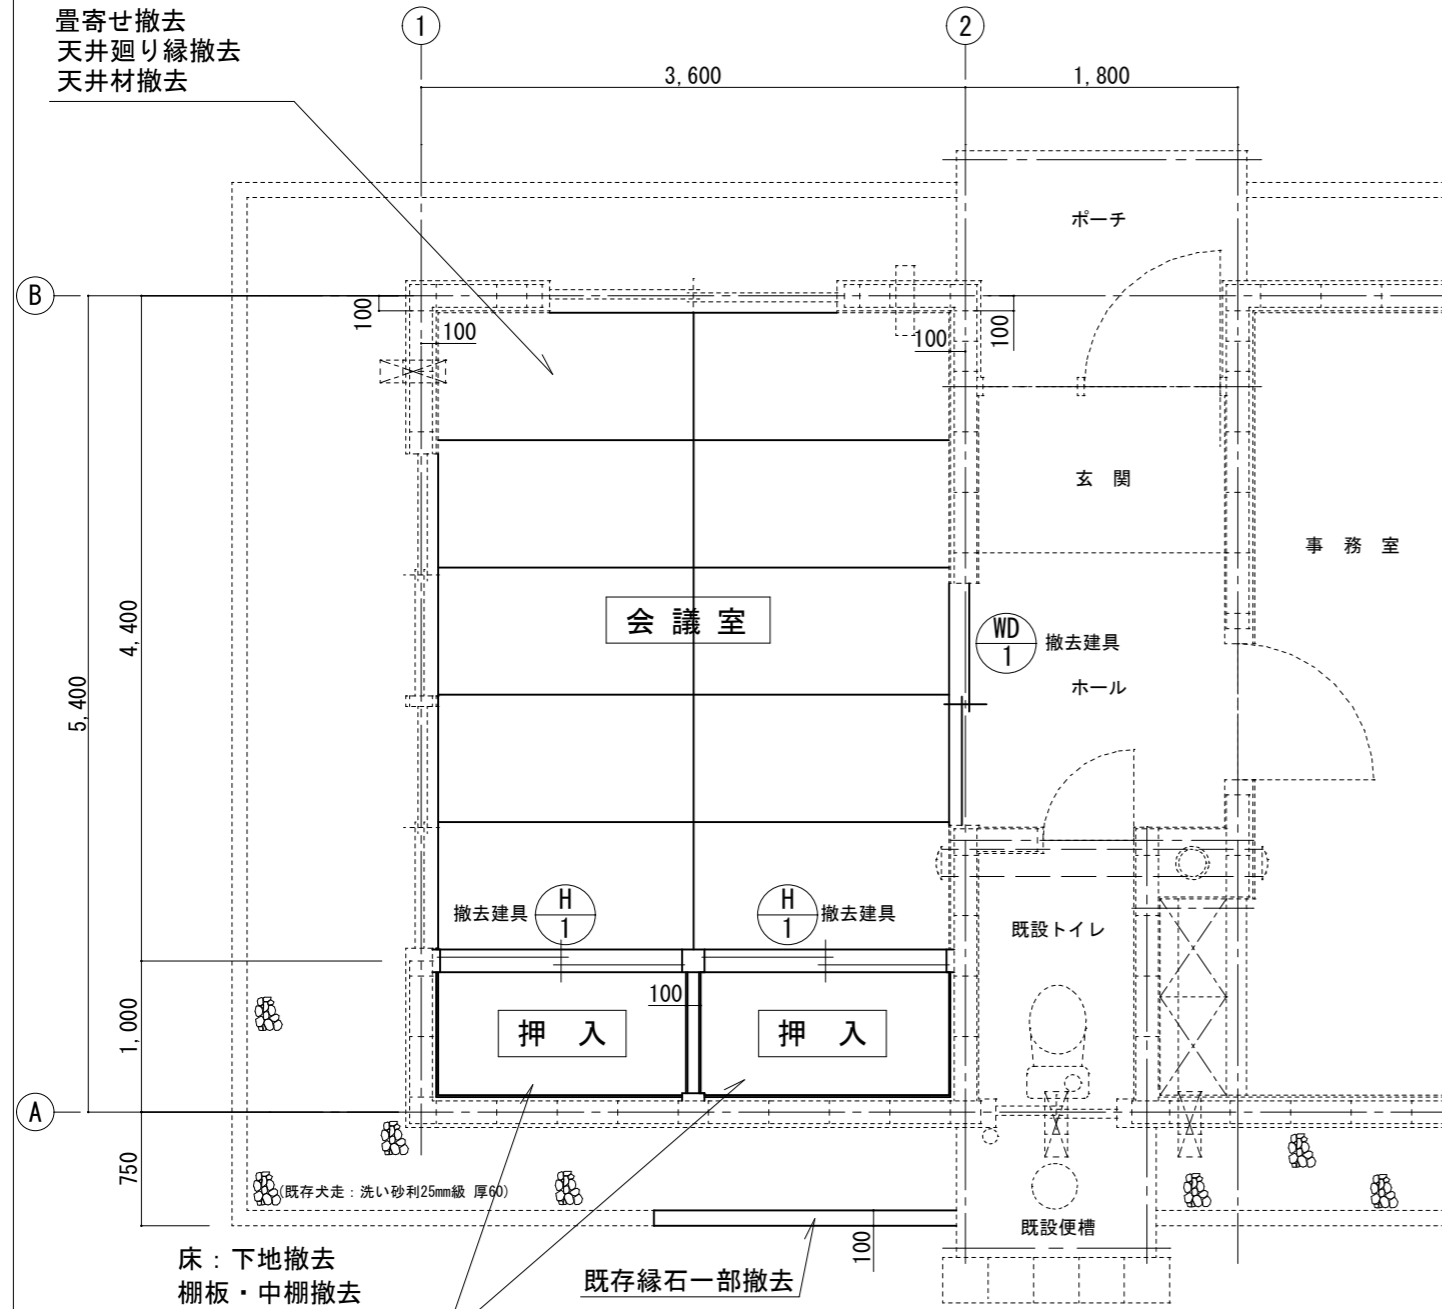 畳寄せ撤去
天井廻り縁撤去
天井材撤去
1
2
3,600
1,800
ポーチ
B
100
100
100
100
玄 関
事 務 室
会 議 室
WD
1
撤去建具
ホール
4,400
5,400
撤去建具
H
1
H
1
撤去建具
既設トイレ
100
1,000
押 入
押 入
A
750
(既存犬走：洗い砂利25mm級 厚60)
既設便槽
100
床：下地撤去
棚板・中棚撤去
既存縁石一部撤去